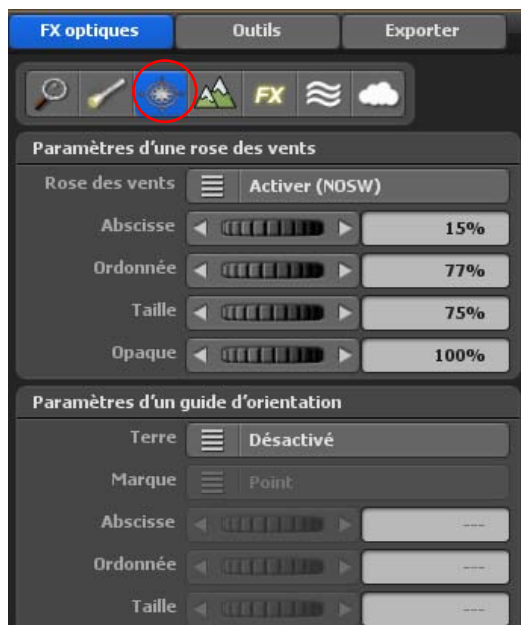 FX optiques Outils Exporter
FX
Paramètres d'une rose des vents
Rose des vents Activer (NOSW)
Abscisse 15%
Ordonnée 77%
Taille 75%
Opaque 100%
Paramètres d'un guide d'orientation
Terre Désactivé
Marque Point
Abscisse ---
Ordonnée ---
Taille ---